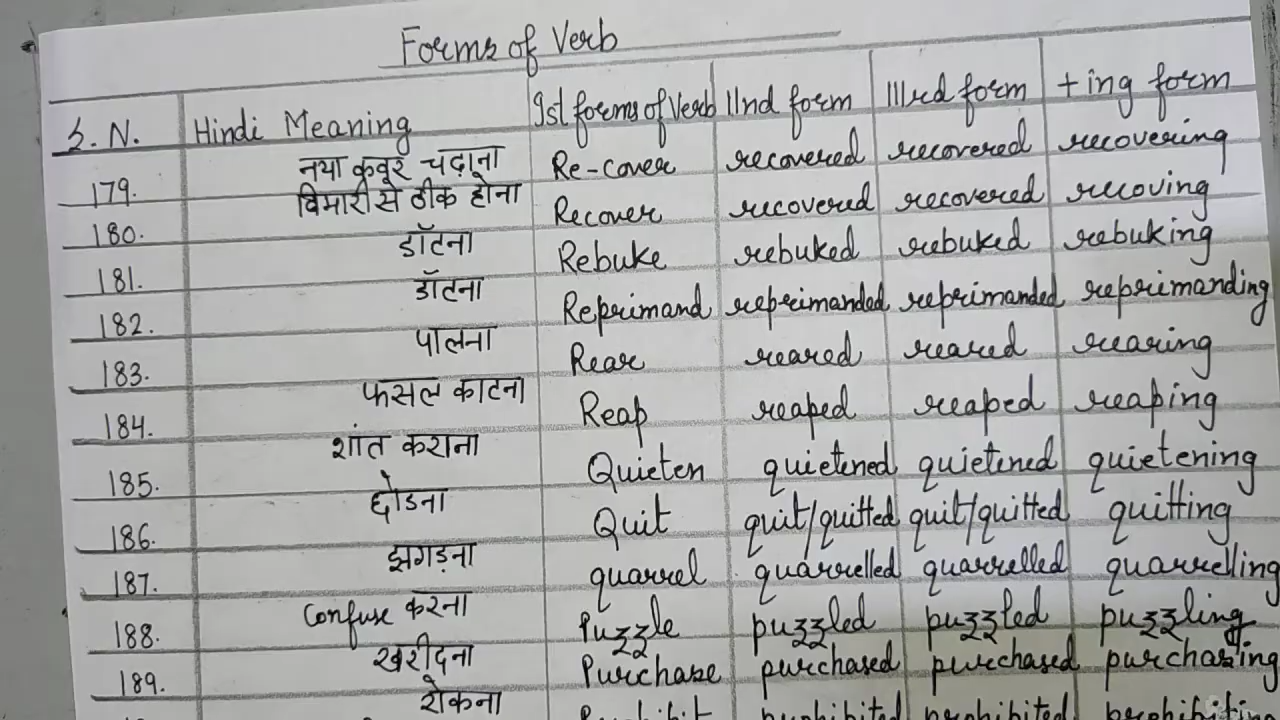 Forms of Verb
S.N. Hindi Meaning Ist forms of Verb IInd form IIIrd form + ing form
179. नया कवर चढ़ाना Re-cover recovered recovered recovering
180. बिमारी से ठीक होना Recover recovered recovered recoving
181. डॉटना Rebuke rebuked rebuked rebuking
182. डॉटना Reprimand reprimanded reprimanded reprimanding
183. पालना Rear reared reared rearing
184. फसल काटना Reap reaped reaped reaping
185. शांत कराना Quieten quietened quietened quietening
186. छोडना Quit quit/quitted quit/quitted quitting
187. झगड़ना quarrel quarrelled quarrelled quarrelling
188. Confuse करना Puzzle puzzled puzzled puzzling
189. खरीदना Purchase purchased purchased purchasing
रोकना Prohibit prohibited prohibited prohibiting